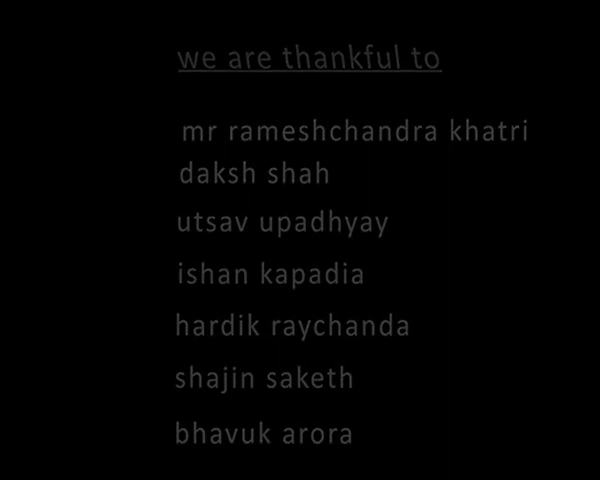 we are thankful to
mr rameshchandra khatri
daksh shah
utsav upadhyay
ishan kapadia
hardik raychanda
shajin saketh
bhavuk arora